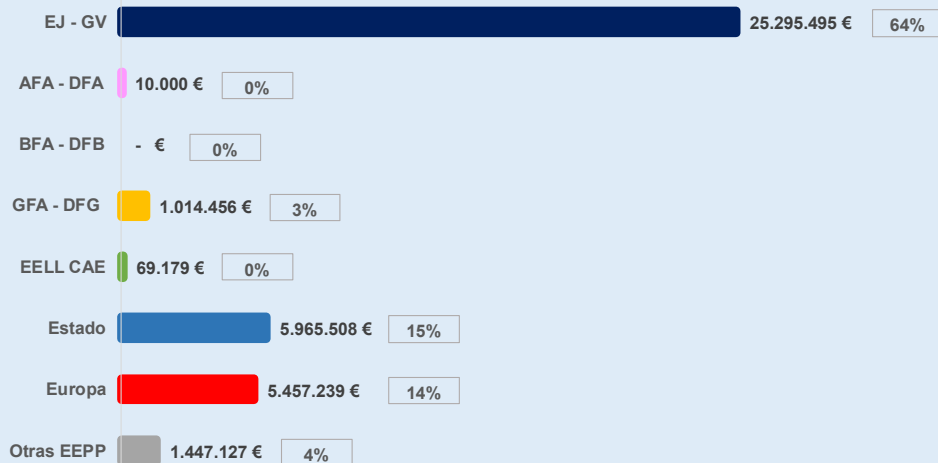 EJ - GV 25.295.495 € 64%
AFA - DFA 10.000 € 0%
BFA - DFB - € 0%
GFA - DFG 1.014.456 € 3%
EELL CAE 69.179 € 0%
Estado 5.965.508 € 15%
Europa 5.457.239 € 14%
Otras EEPP 1.447.127 € 4%